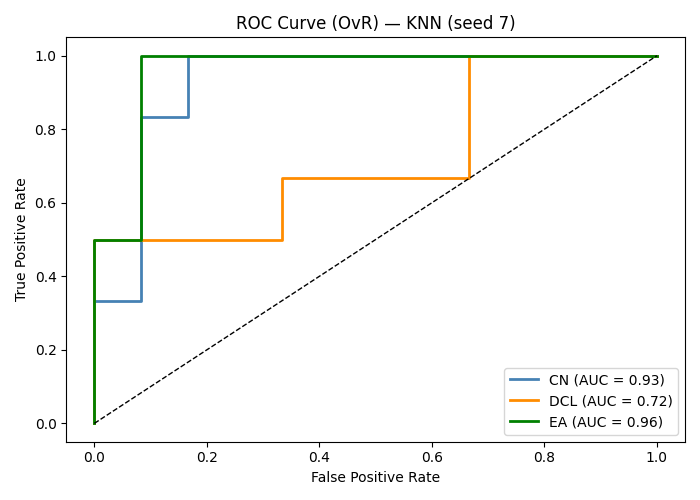 ROC Curve (OvR) — KNN (seed 7)
True Positive Rate
1.0
0.8
0.6
0.4
0.2
0.0
0.0 0.2 0.4 0.6 0.8 1.0
False Positive Rate
CN (AUC = 0.93)
DCL (AUC = 0.72)
EA (AUC = 0.96)